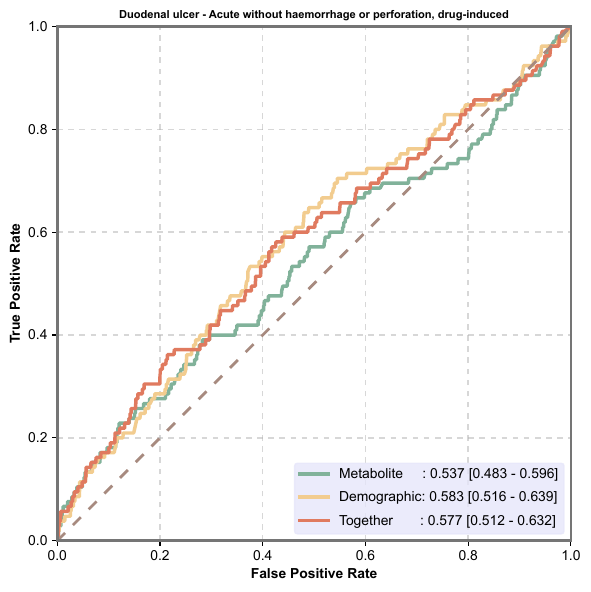 Duodenal ulcer - Acute without haemorrhage or perforation, drug-induced
1.0
0.8
0.6
0.4
0.2
0.0
True Positive Rate
0.0 0.2 0.4 0.6 0.8 1.0
False Positive Rate
Metabolite : 0.537 [0.483 - 0.596]
Demographic: 0.583 [0.516 - 0.639]
Together : 0.577 [0.512 - 0.632]